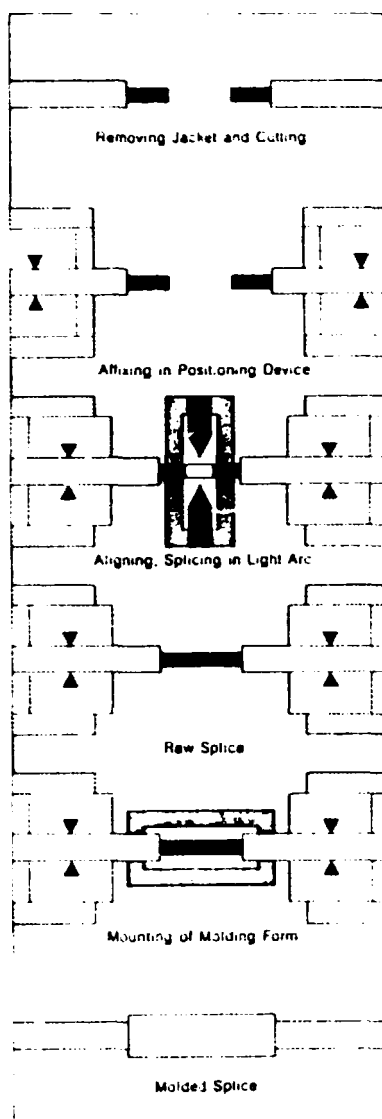 Removing Jacket and Cutting
Affixing in Positioning Device
Aligning, Splicing in Light Arc
Raw Splice
Mounting of Molding Form
Molded Splice